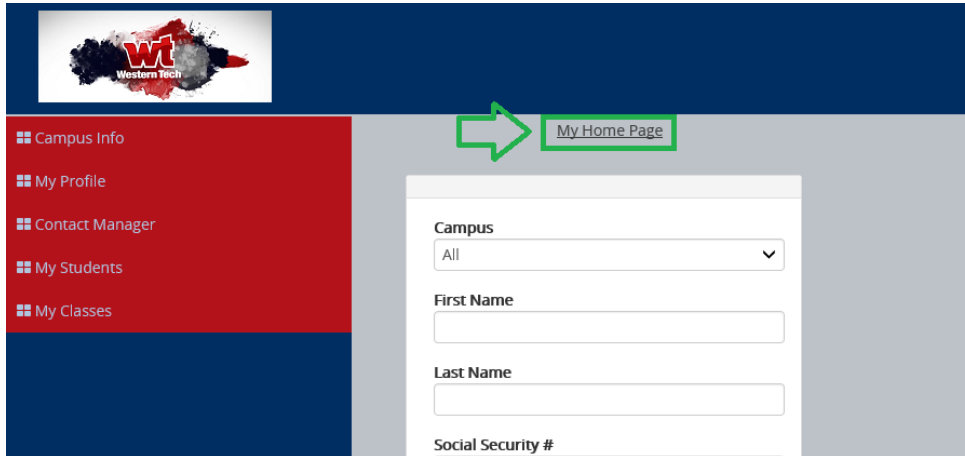 wt
Western Tech
My Home Page
Campus Info
My Profile
Contact Manager
My Students
My Classes
Campus
All
First Name
Last Name
Social Security #